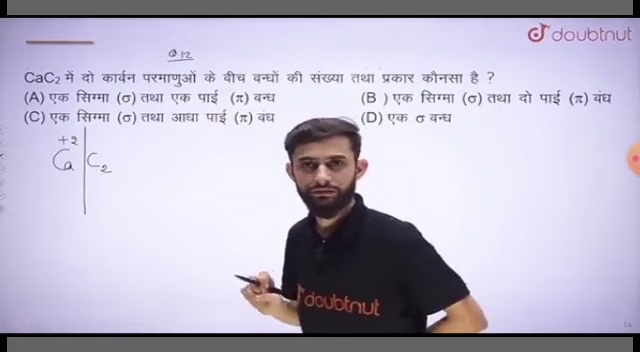 doubtnut
Q.12
CaC2 में दो कार्बन परमाणुओं के बीच बन्धों की संख्या तथा प्रकार कौनसा है ?
(A) एक सिग्मा (σ) तथा एक पाई (π) बन्ध
(B ) एक सिग्मा (σ) तथा दो पाई (π) बंध
(C) एक सिग्मा (σ) तथा आधा पाई (π) बंध
(D) एक σ बन्ध
+2
Ca C2
doubtnut